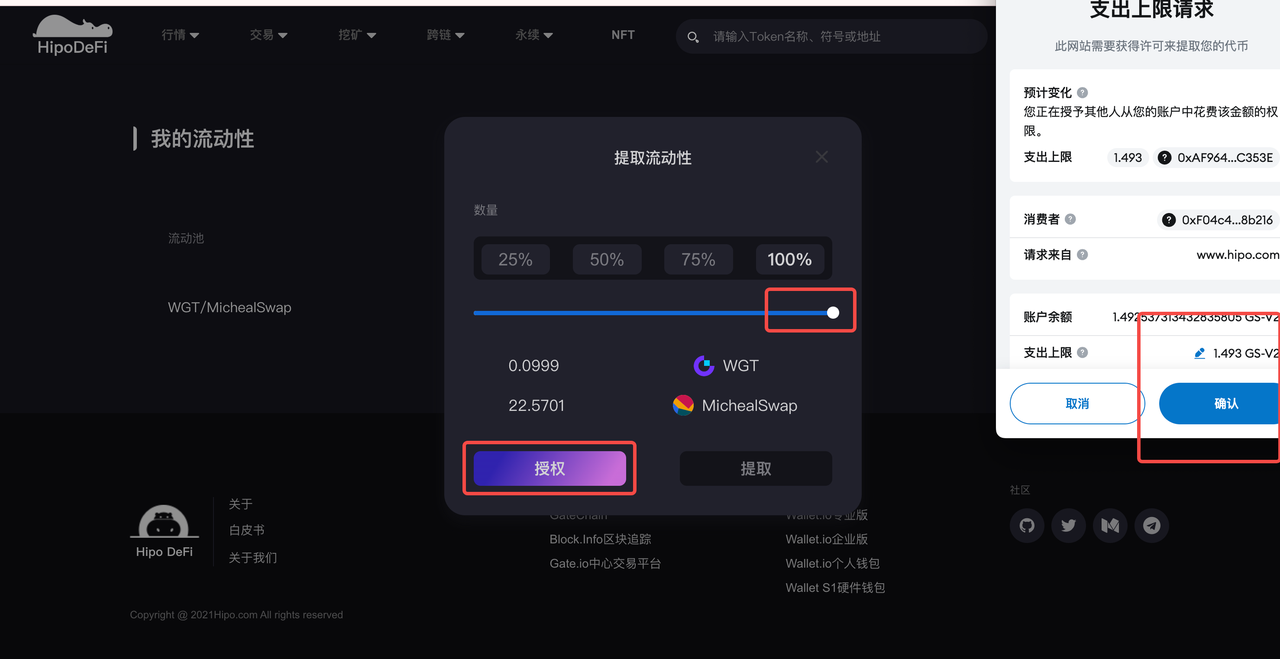 HipoDeFi
行情
交易
挖矿
跨链
永续
NFT
请输入Token名称、符号或地址
我的流动性
流动池
WGT/MichealSwap
提取流动性
数量
25%
50%
75%
100%
0.0999
WGT
22.5701
MichealSwap
授权
提取
支出上限请求
此网站需要获得许可来提取您的代币
预计变化
您正在授予其他人从您的账户中花费该金额的权
限。
支出上限
1.493
0xAF964...C353E
消费者
0xF04c4...8b216
请求来自
www.hipo.com
账户余额
1.492537313432835805 GS-V2
支出上限
1.493 GS-V2
取消
确认
Hipo DeFi
关于
白皮书
关于我们
GateChain
Block.Info区块追踪
Gate.io中心交易平台
Wallet.io专业版
Wallet.io企业版
Wallet.io个人钱包
Wallet S1硬件钱包
社区
Copyright @ 2021Hipo.com All rights reserved